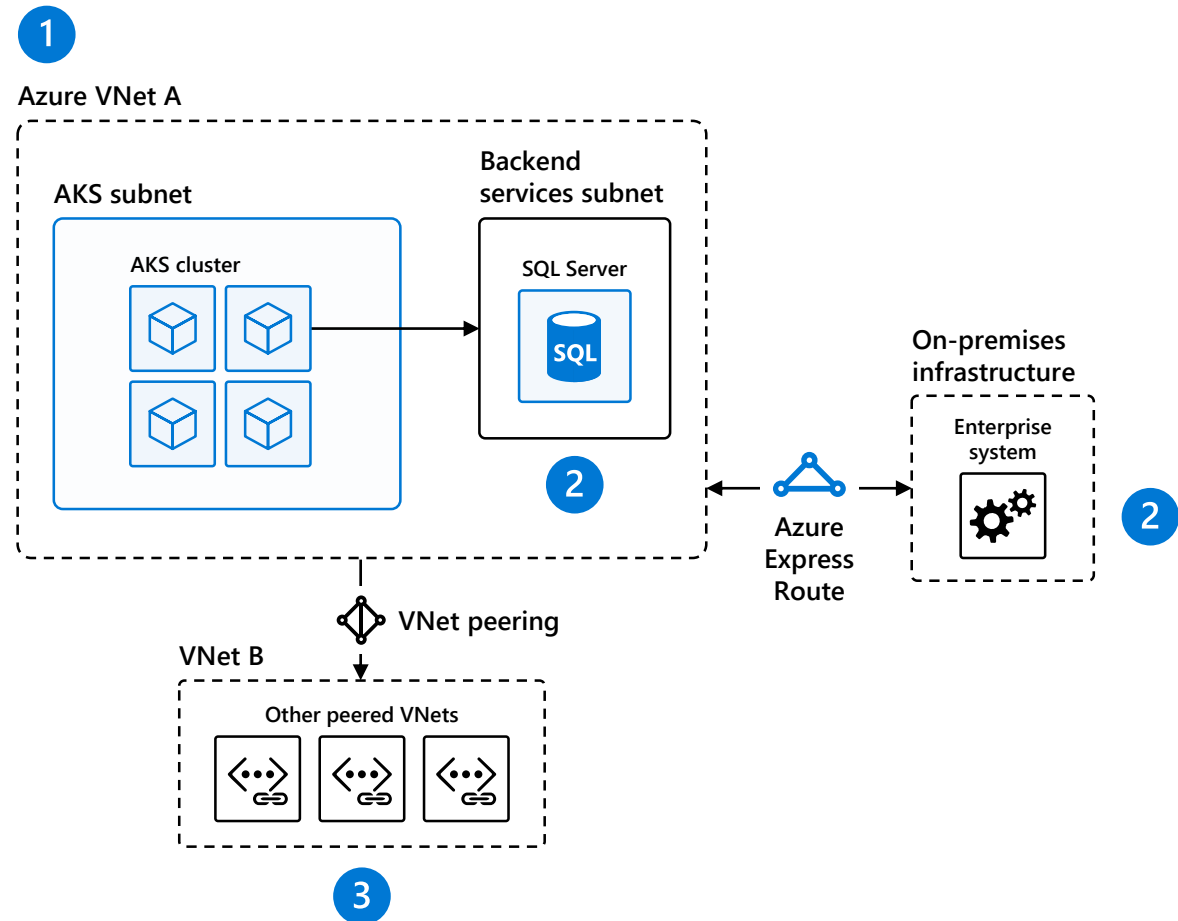 1
Azure VNet A
AKS subnet
AKS cluster
Backend
services subnet
SQL Server
SQL
2
Azure
Express
Route
On-premises
infrastructure
Enterprise
system
2
VNet peering
VNet B
Other peered VNets
3